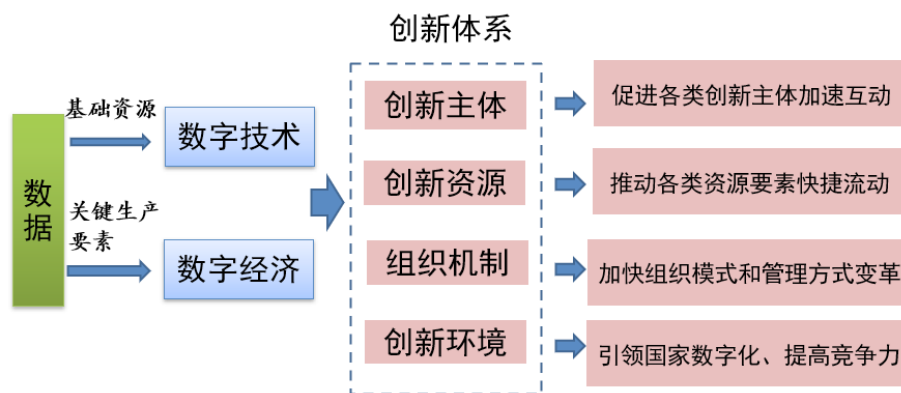 创新体系
数据
基础资源
数字技术
关键生产
要素
数字经济
创新主体
创新资源
组织机制
创新环境
促进各类创新主体加速互动
推动各类资源要素快捷流动
加快组织模式和管理方式变革
引领国家数字化、提高竞争力